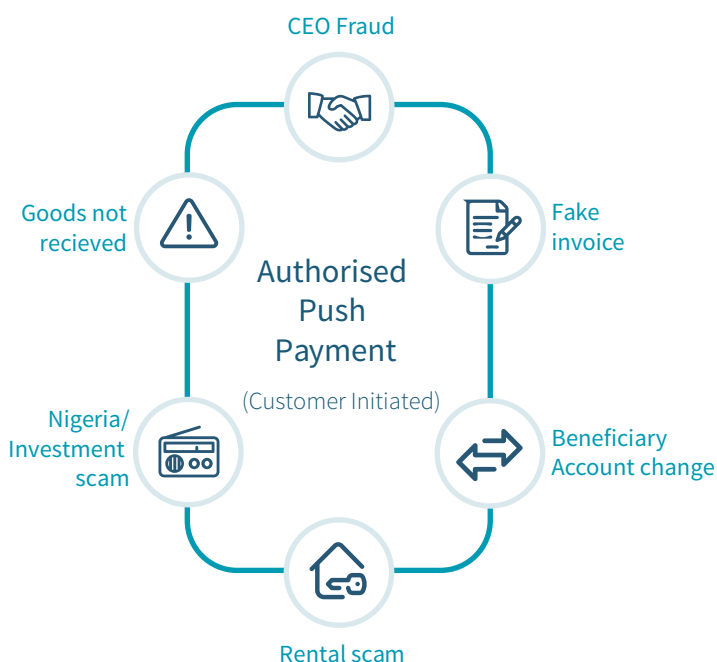 CEO Fraud
Goods not
recieved
Fake
invoice
Authorised
Push
Payment
(Customer Initiated)
Nigeria/
Investment
scam
Beneficiary
Account change
Rental scam